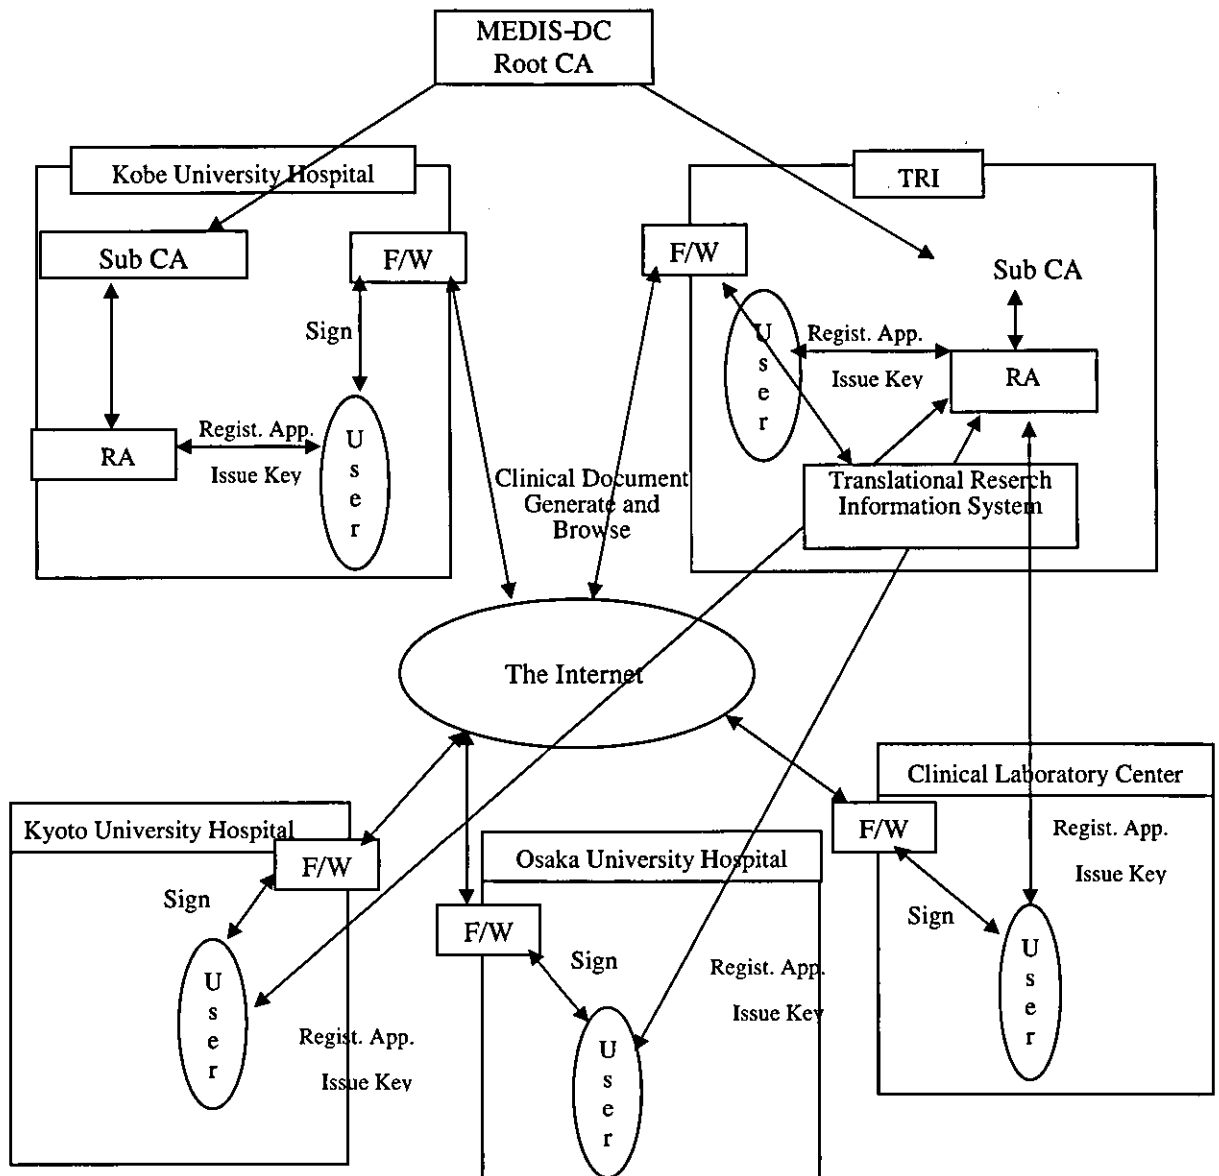 MEDIS-DC
Root CA
Kobe University Hospital
TRI
Sub CA
F/W
F/W
Sub CA
Sign
User
Regist. App.
Issue Key
RA
RA
Regist. App.
Issue Key
User
Clinical Document
Generate and
Browse
Translational Reserch
Information System
The Internet
Clinical Laboratory Center
Kyoto University Hospital
F/W
Osaka University Hospital
F/W
Regist. App.
Issue Key
Sign
F/W
Sign
Sign
User
Regist. App.
Issue Key
User
Regist. App.
Issue Key
User